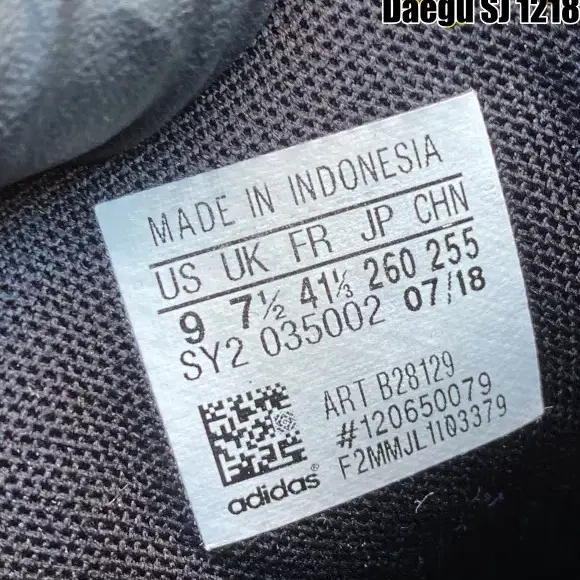 Daegu SJ 1218
MADE IN INDONESIA
US UK FR JP CHN
9 7½ 41⅓ 260 255
SY2 035002 07/18
ART B28129
#120650079
F2MMJL1I03379
adidas®